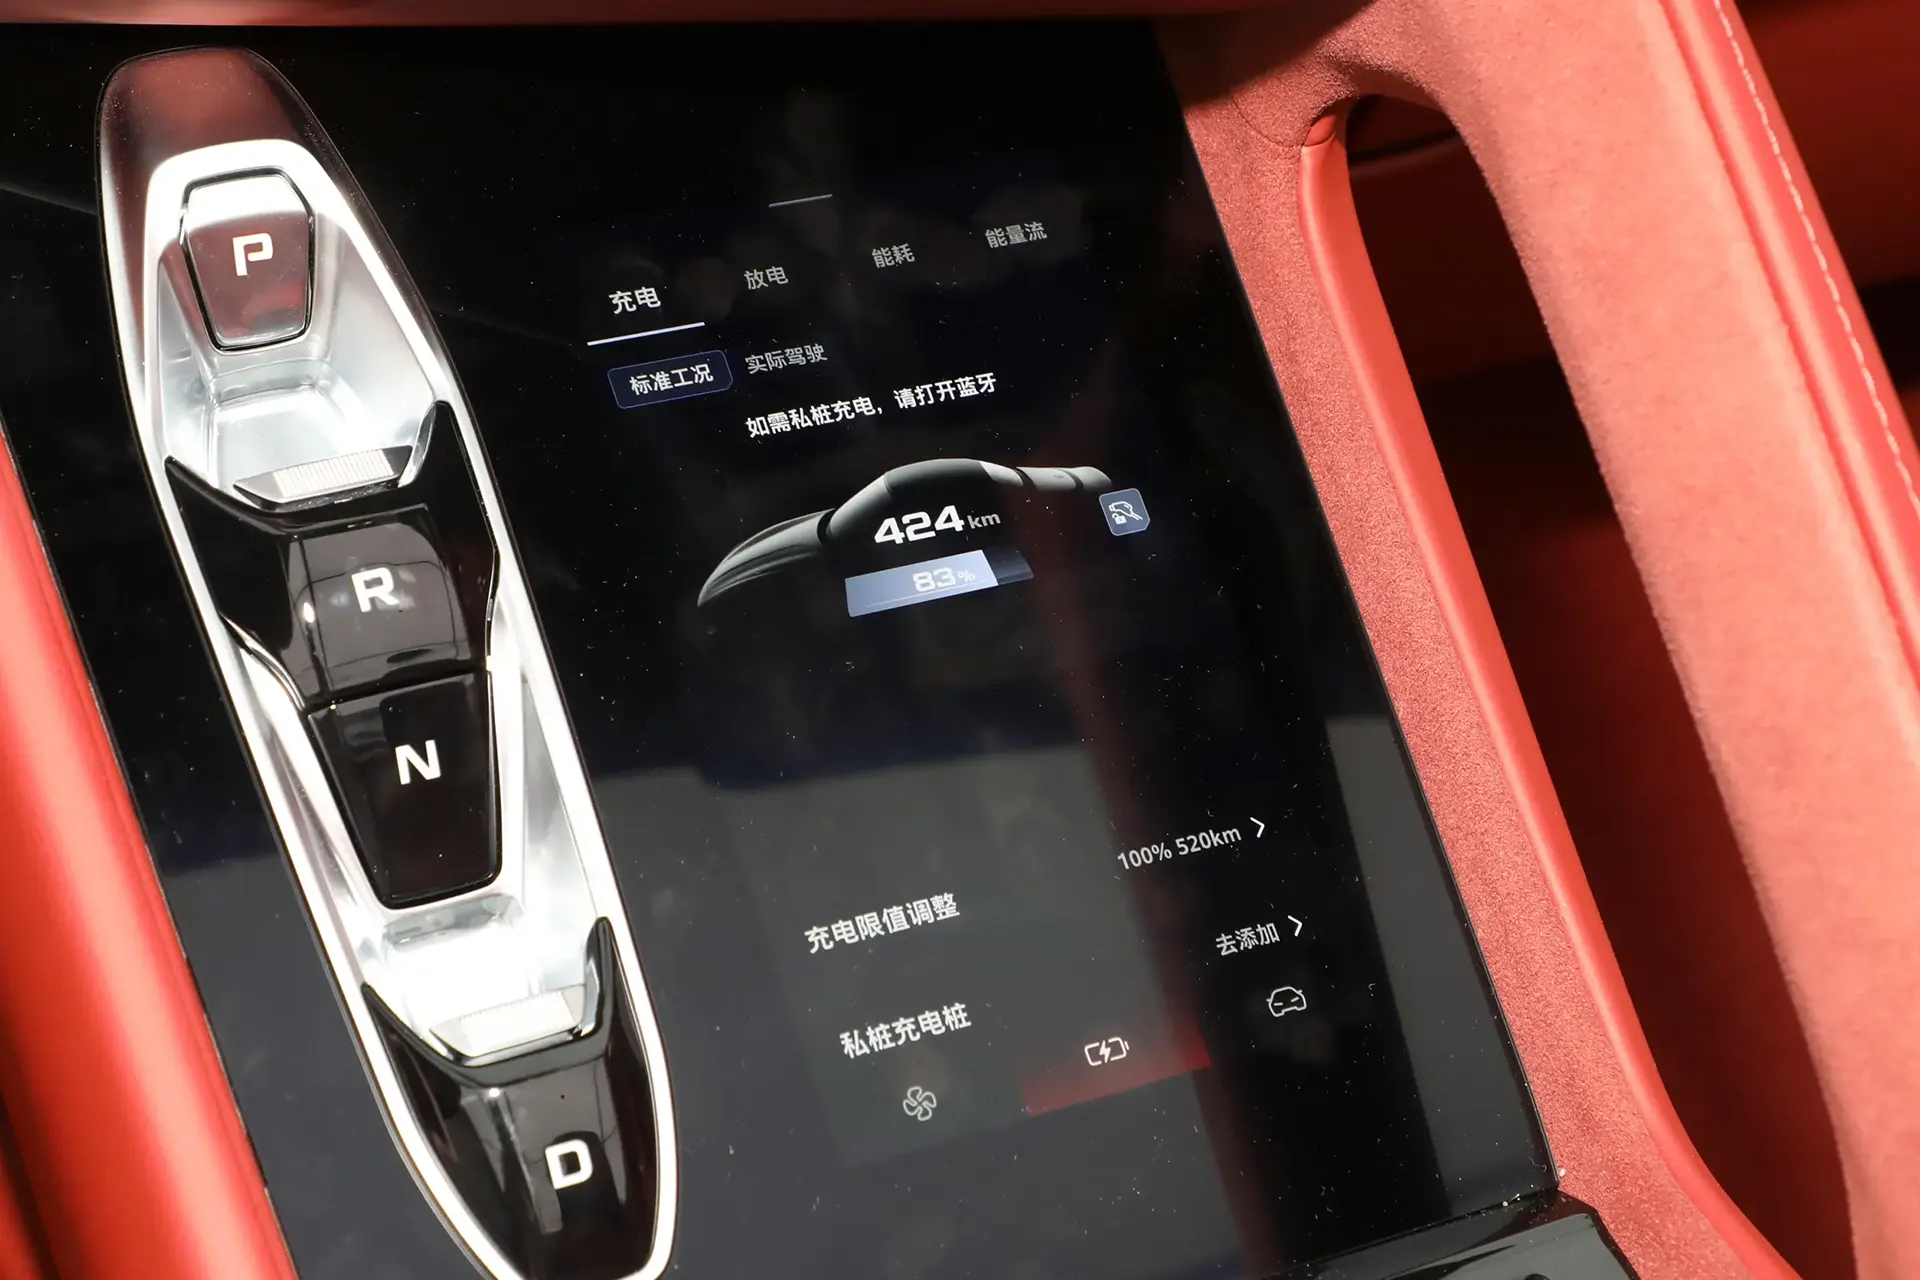 P
R
N
D
充电 放电 能耗 能量流
标准工况 实际驾驶
如需私桩充电，请打开蓝牙
424km
83%
100% 520km
充电限值调整
去添加
私桩充电桩